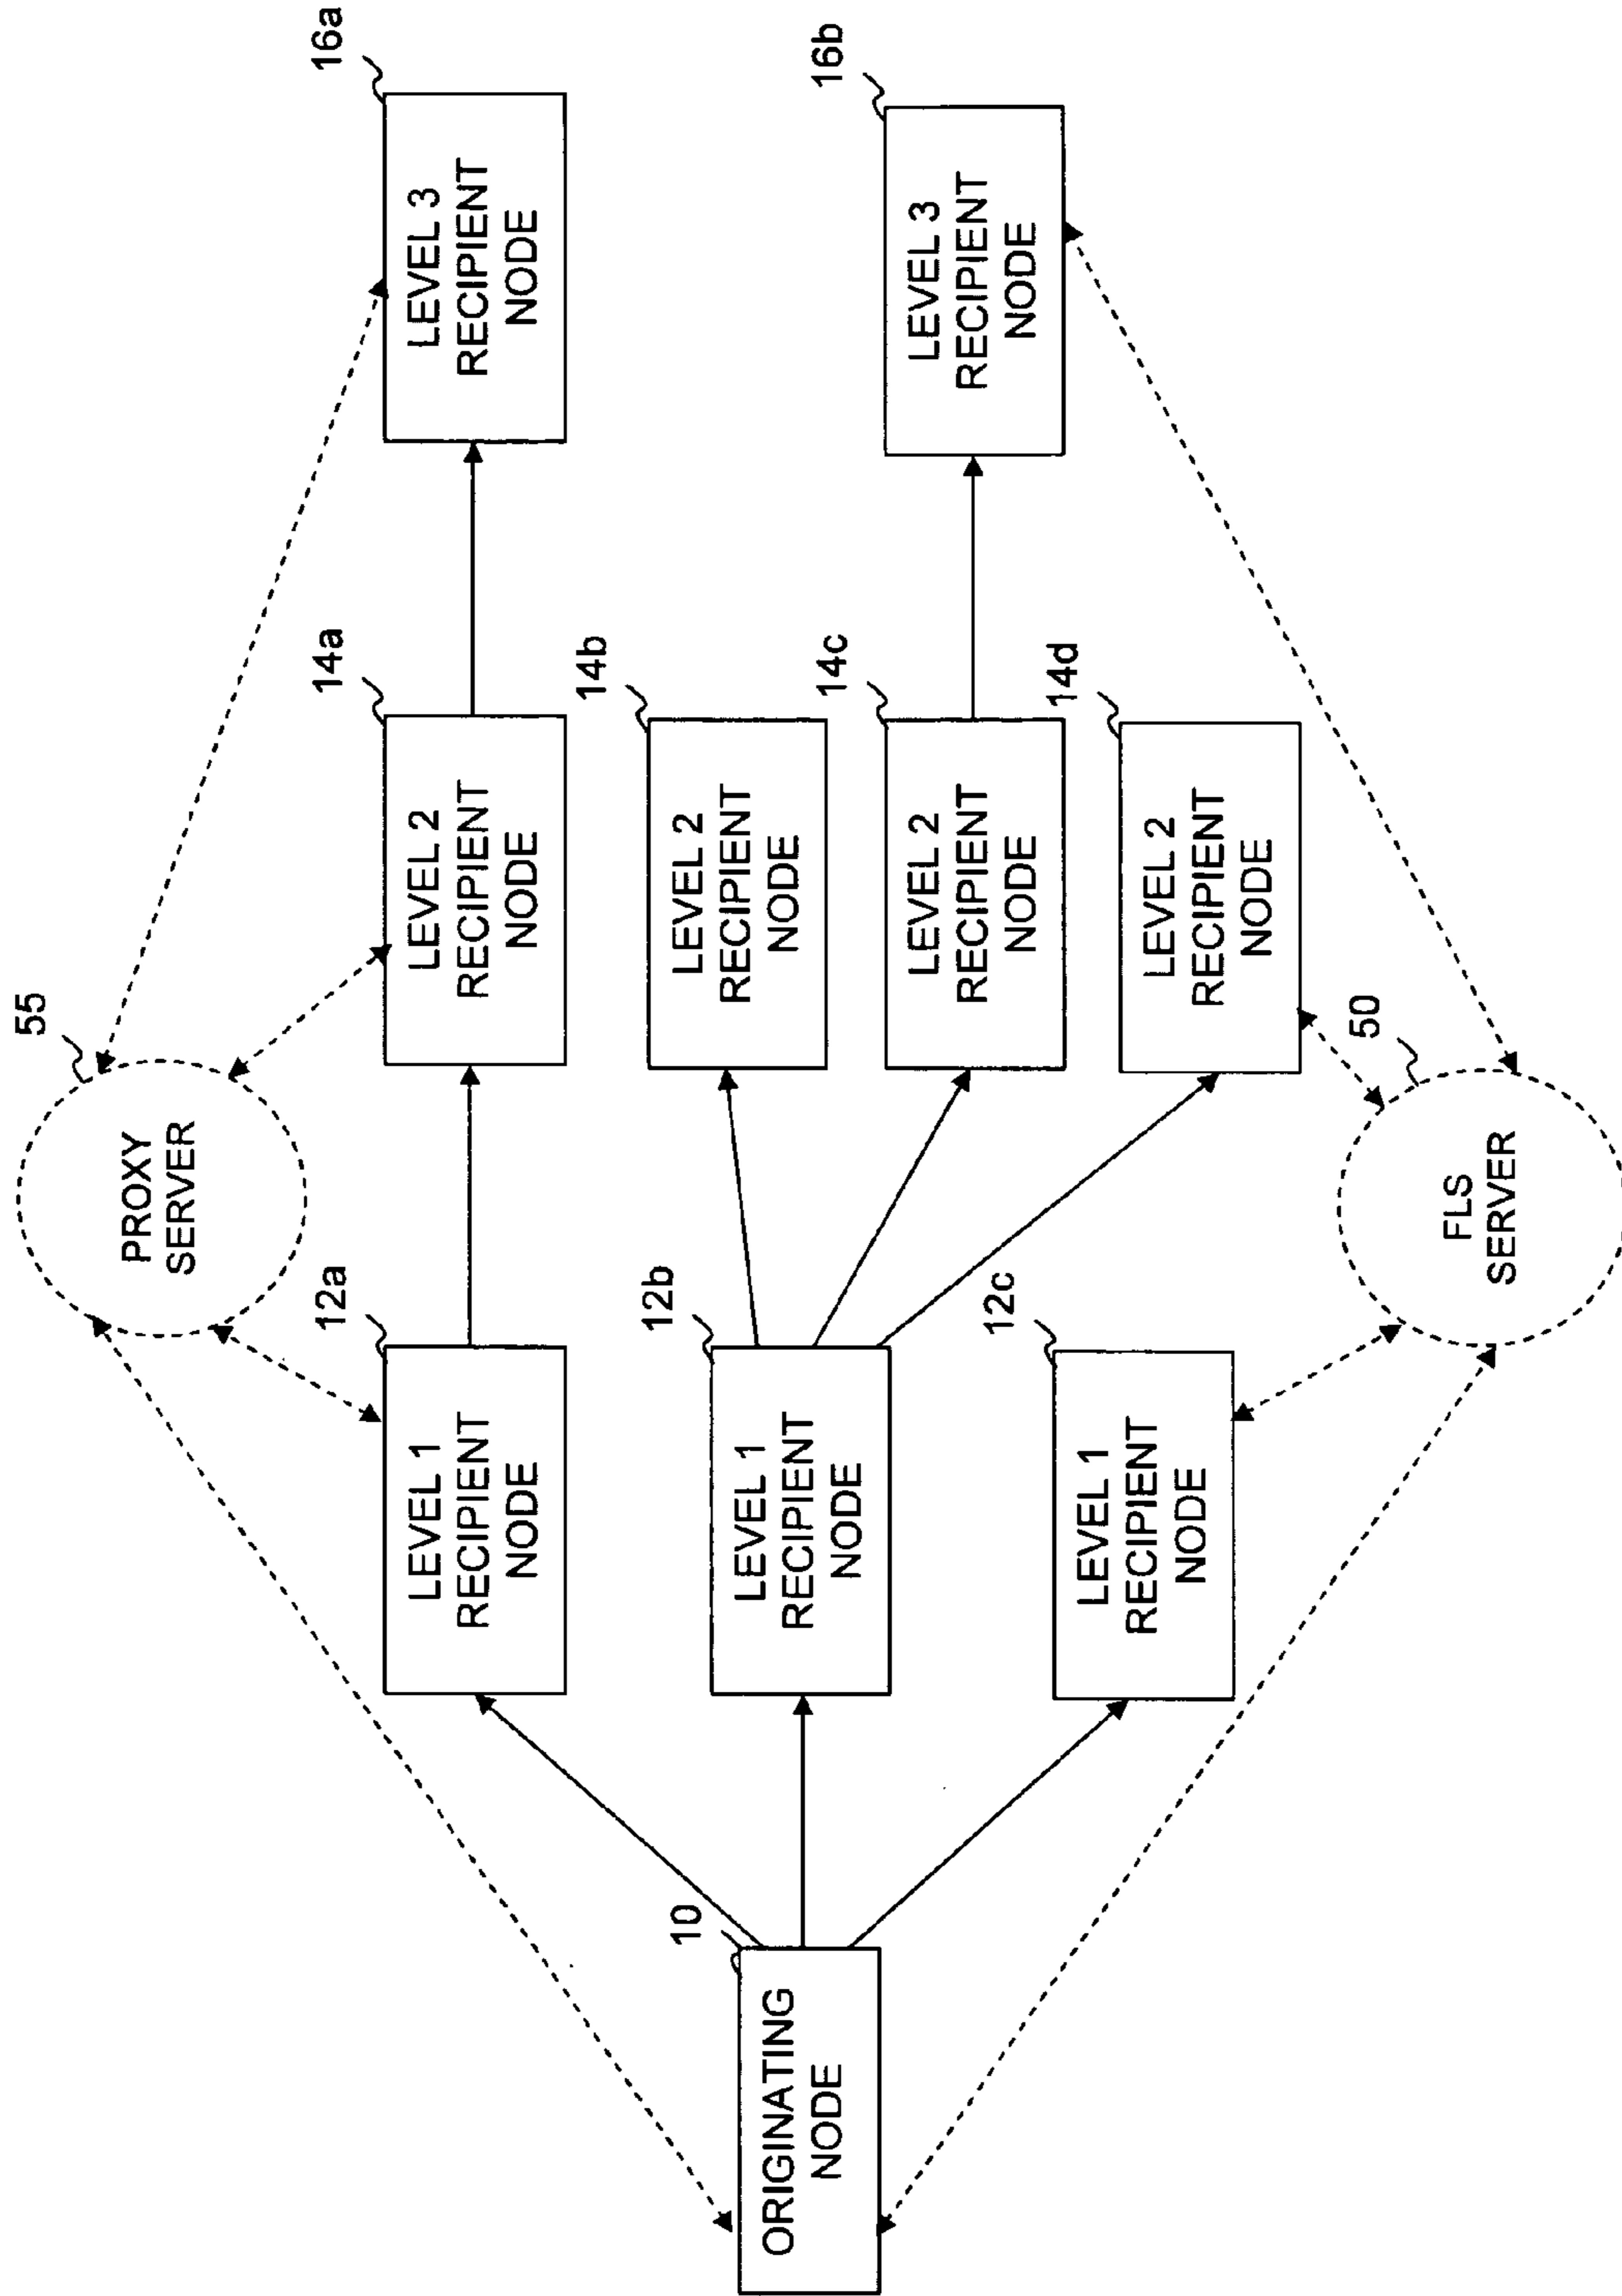 55
PROXY
SERVER
16a
LEVEL 3
RECIPIENT
NODE
14a
LEVEL 2
RECIPIENT
NODE
12a
LEVEL 1
RECIPIENT
NODE
14b
LEVEL 2
RECIPIENT
NODE
10
ORIGINATING
NODE
12b
LEVEL 1
RECIPIENT
NODE
14c
LEVEL 2
RECIPIENT
NODE
16b
LEVEL 3
RECIPIENT
NODE
12c
LEVEL 1
RECIPIENT
NODE
14d
LEVEL 2
RECIPIENT
NODE
50
FLS
SERVER